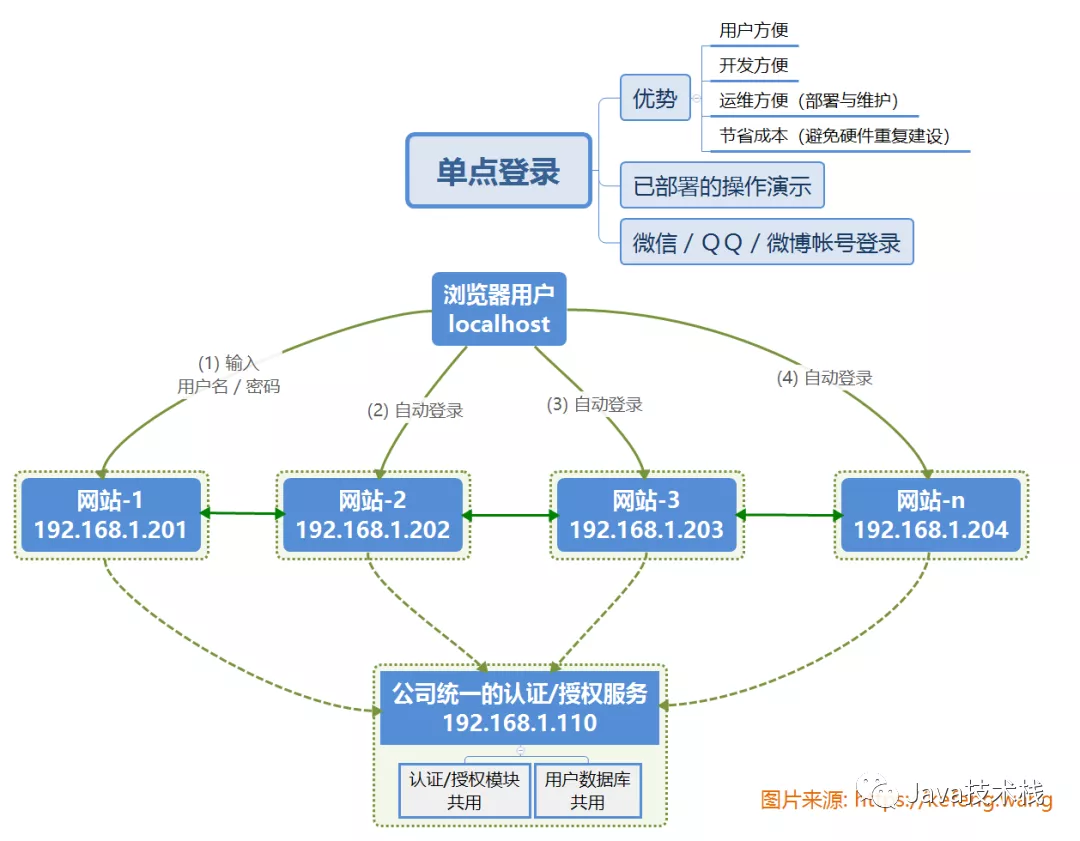 用户方便
开发方便
优势
运维方便（部署与维护）
节省成本（避免硬件重复建设）
单点登录
已部署的操作演示
微信 / QQ / 微博帐号登录
浏览器用户
localhost
(1) 输入
用户名 / 密码
(2) 自动登录
(3) 自动登录
(4) 自动登录
网站-1
192.168.1.201
网站-2
192.168.1.202
网站-3
192.168.1.203
网站-n
192.168.1.204
公司统一的认证/授权服务
192.168.1.110
认证/授权模块
共用
用户数据库
共用
图片来源:
Java技术栈